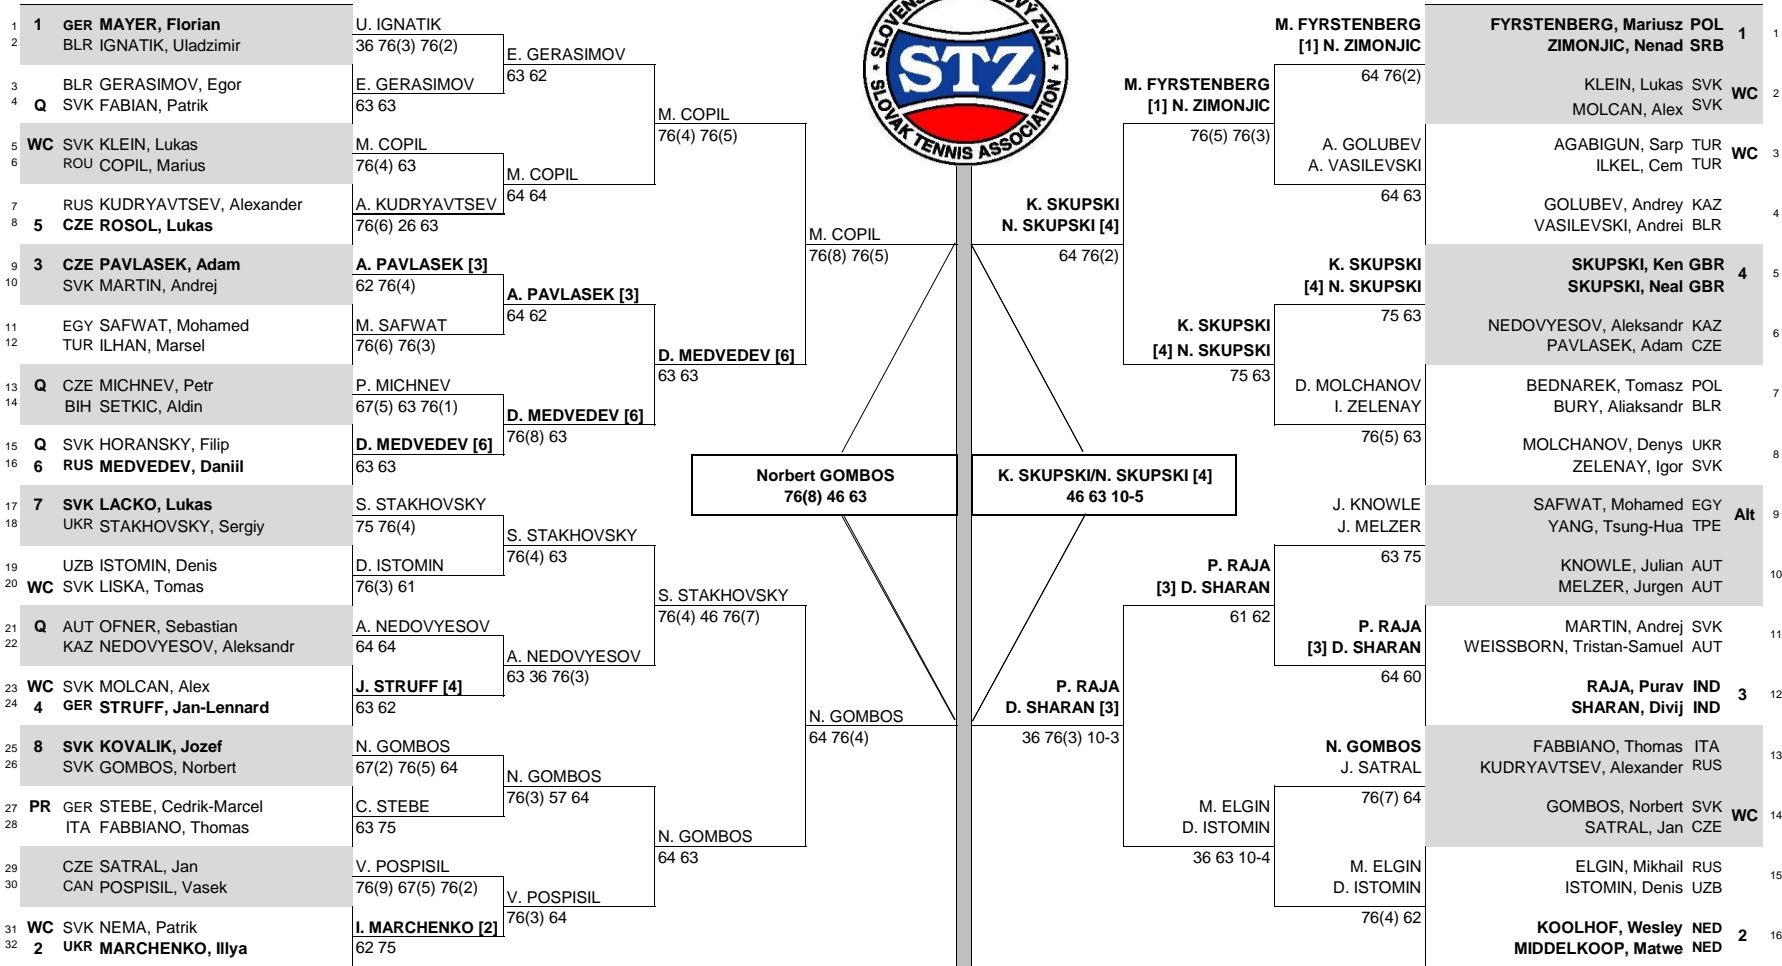 1 1 GER MAYER, Florian
2 BLR IGNATIK, Uladzimir
3 BLR GERASIMOV, Egor
4 Q SVK FABIAN, Patrik
5 WC SVK KLEIN, Lukas
6 ROU COPIL, Marius
7 RUS KUDRYAVTSEV, Alexander
8 5 CZE ROSOL, Lukas
9 3 CZE PAVLASEK, Adam
10 SVK MARTIN, Andrej
11 EGY SAFWAT, Mohamed
12 TUR ILHAN, Marsel
13 Q CZE MICHNEV, Petr
14 BIH SETKIC, Aldin
15 Q SVK HORANSKY, Filip
16 6 RUS MEDVEDEV, Daniil
17 7 SVK LACKO, Lukas
18 UKR STAKHOVSKY, Sergiy
19 UZB ISTOMIN, Denis
20 WC SVK LISKA, Tomas
21 Q AUT OFNER, Sebastian
22 KAZ NEDOVYESOV, Aleksandr
23 WC SVK MOLCAN, Alex
24 4 GER STRUFF, Jan-Lennard
25 8 SVK KOVALIK, Jozef
26 SVK GOMBOS, Norbert
27 PR GER STEBE, Cedrik-Marcel
28 ITA FABBIANO, Thomas
29 CZE SATRAL, Jan
30 CAN POSPISIL, Vasek
31 WC SVK NEMA, Patrik
32 2 UKR MARCHENKO, Illya
U. IGNATIK
36 76(3) 76(2)
E. GERASIMOV
63 63
M. COPIL
76(4) 63
A. KUDRYAVTSEV
76(6) 26 63
A. PAVLASEK [3]
62 76(4)
M. SAFWAT
76(6) 76(3)
P. MICHNEV
67(5) 63 76(1)
D. MEDVEDEV [6]
63 63
S. STAKHOVSKY
75 76(4)
D. ISTOMIN
76(3) 61
A. NEDOVYESOV
64 64
J. STRUFF [4]
63 62
N. GOMBOS
67(2) 76(5) 64
C. STEBE
63 75
V. POSPISIL
76(9) 67(5) 76(2)
I. MARCHENKO [2]
62 75
E. GERASIMOV
63 62
M. COPIL
64 64
A. PAVLASEK [3]
64 62
D. MEDVEDEV [6]
76(8) 63
S. STAKHOVSKY
76(4) 63
A. NEDOVYESOV
63 36 76(3)
N. GOMBOS
76(3) 57 64
V. POSPISIL
76(3) 64
M. COPIL
76(4) 76(5)
D. MEDVEDEV [6]
63 63
S. STAKHOVSKY
76(4) 46 76(7)
N. GOMBOS
64 63
M. COPIL
76(8) 76(5)
N. GOMBOS
64 76(4)
Norbert GOMBOS
76(8) 46 63
STZ
SLOVAK TENNIS ASSOCIATION
K. SKUPSKI/N. SKUPSKI [4]
46 63 10-5
K. SKUPSKI
N. SKUPSKI [4]
64 76(2)
P. RAJA
D. SHARAN [3]
36 76(3) 10-3
M. FYRSTENBERG
[1] N. ZIMONJIC
76(5) 76(3)
K. SKUPSKI
[4] N. SKUPSKI
75 63
P. RAJA
[3] D. SHARAN
61 62
M. ELGIN
D. ISTOMIN
36 63 10-4
M. FYRSTENBERG
[1] N. ZIMONJIC
64 76(2)
A. GOLUBEV
A. VASILEVSKI
64 63
K. SKUPSKI
[4] N. SKUPSKI
75 63
D. MOLCHANOV
I. ZELENAY
76(5) 63
J. KNOWLE
J. MELZER
63 75
P. RAJA
[3] D. SHARAN
64 60
N. GOMBOS
J. SATRAL
76(7) 64
M. ELGIN
D. ISTOMIN
76(4) 62
FYRSTENBERG, Mariusz POL 1 1
ZIMONJIC, Nenad SRB
KLEIN, Lukas SVK WC 2
MOLCAN, Alex SVK
AGABIGUN, Sarp TUR WC 3
ILKEL, Cem TUR
GOLUBEV, Andrey KAZ 4
VASILEVSKI, Andrei BLR
SKUPSKI, Ken GBR 4 5
SKUPSKI, Neal GBR
NEDOVYESOV, Aleksandr KAZ 6
PAVLASEK, Adam CZE
BEDNAREK, Tomasz POL 7
BURY, Aliaksandr BLR
MOLCHANOV, Denys UKR 8
ZELENAY, Igor SVK
SAFWAT, Mohamed EGY Alt 9
YANG, Tsung-Hua TPE
KNOWLE, Julian AUT 10
MELZER, Jurgen AUT
MARTIN, Andrej SVK 11
WEISSBORN, Tristan-Samuel AUT
RAJA, Purav IND 3 12
SHARAN, Divij IND
FABBIANO, Thomas ITA 13
KUDRYAVTSEV, Alexander RUS
GOMBOS, Norbert SVK WC 14
SATRAL, Jan CZE
ELGIN, Mikhail RUS 15
ISTOMIN, Denis UZB
KOOLHOF, Wesley NED 2 16
MIDDELKOOP, Matwe NED